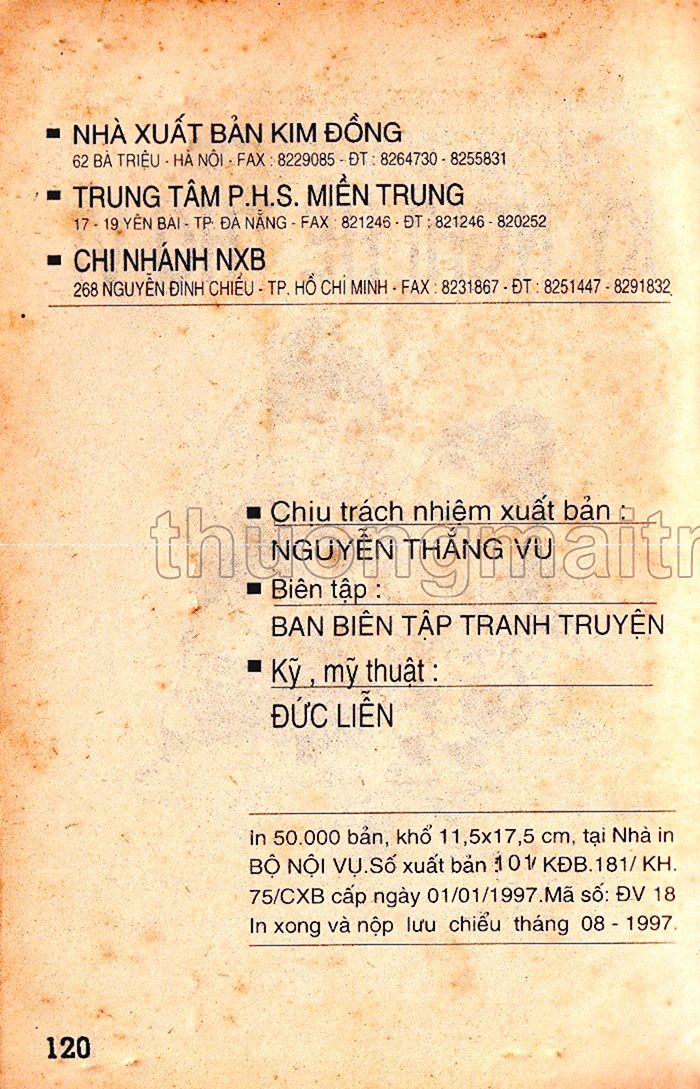 NHÀ XUẤT BẢN KIM ĐỒNG
62 BÀ TRIỆU - HÀ NỘI - FAX : 8229085 - ĐT : 8264730 - 8255831
TRUNG TÂM P.H.S. MIỀN TRUNG
17 - 19 YÊN BAI - TP. ĐÀ NẴNG - FAX : 821246 - ĐT : 821246 - 820252
CHI NHÁNH NXB
268 NGUYỄN ĐÌNH CHIỂU - TP. HỒ CHÍ MINH - FAX : 8231867 - ĐT : 8251447 - 8291832
Chịu trách nhiệm xuất bản :
thuongmaitr
NGUYỄN THẮNG VU
Biên tập :
BAN BIÊN TẬP TRANH TRUYỆN
Kỹ , mỹ thuật :
ĐỨC LIỄN
in 50.000 bản, khổ 11,5x17,5 cm, tại Nhà in
BỘ NỘI VỤ.Số xuất bản :101/ KĐB.181/ KH.
75/CXB cấp ngày 01/01/1997.Mã số: ĐV 18
In xong và nộp lưu chiểu tháng 08 - 1997.
120